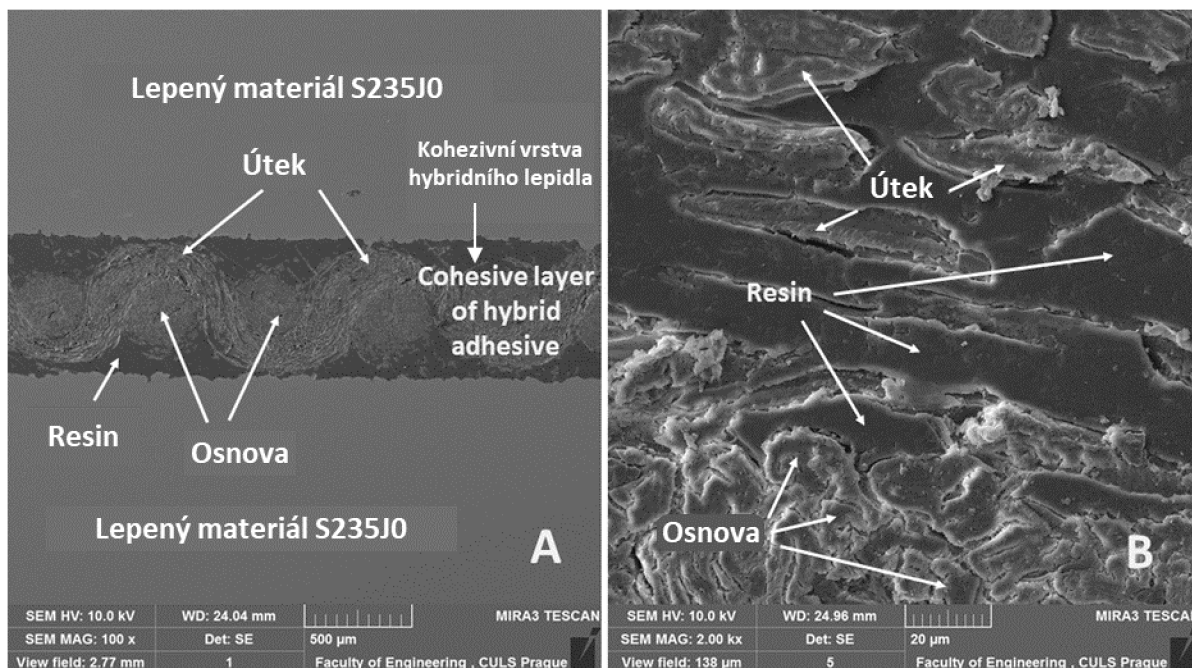 Lepený materiál S235J0
Útek
Kohezivní vrstva
hybridního lepidla
Cohesive layer
of hybrid
adhesive
Resin
Osnova
Lepený materiál S235J0
A
SEM HV: 10.0 kV WD: 24.04 mm MIRA3 TESCAN
SEM MAG: 100 x Det: SE 500 µm
View field: 2.77 mm 1 Faculty of Engineering , CULS Prague
Útek
Resin
Osnova
B
SEM HV: 10.0 kV WD: 24.96 mm MIRA3 TESCAN
SEM MAG: 2.00 kx Det: SE 20 µm
View field: 138 µm 5 Faculty of Engineering , CULS Prague